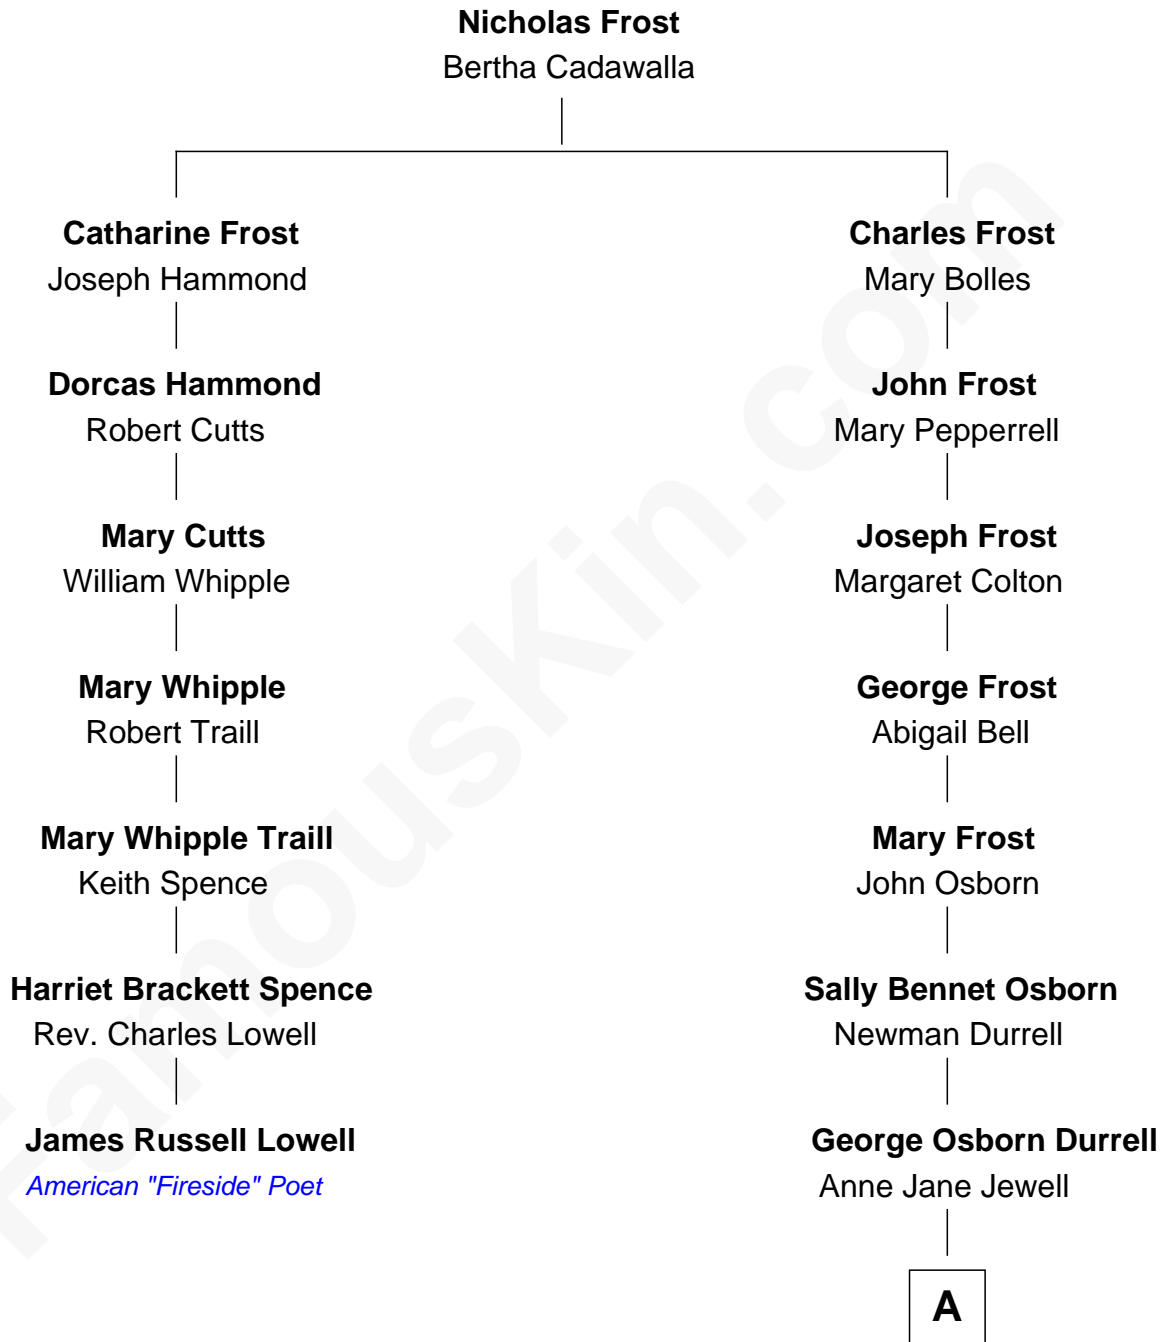 Nicholas Frost
Bertha Cadawalla
Catharine Frost
Joseph Hammond
Charles Frost
Mary Bolles
Dorcas Hammond
Robert Cutts
John Frost
Mary Pepperrell
Mary Cutts
William Whipple
Joseph Frost
Margaret Colton
Mary Whipple
Robert Traill
George Frost
Abigail Bell
Mary Whipple Traill
Keith Spence
Mary Frost
John Osborn
Harriet Brackett Spence
Rev. Charles Lowell
Sally Bennet Osborn
Newman Durrell
James Russell Lowell
American "Fireside" Poet
George Osborn Durrell
Anne Jane Jewell
A
FamousKin.com